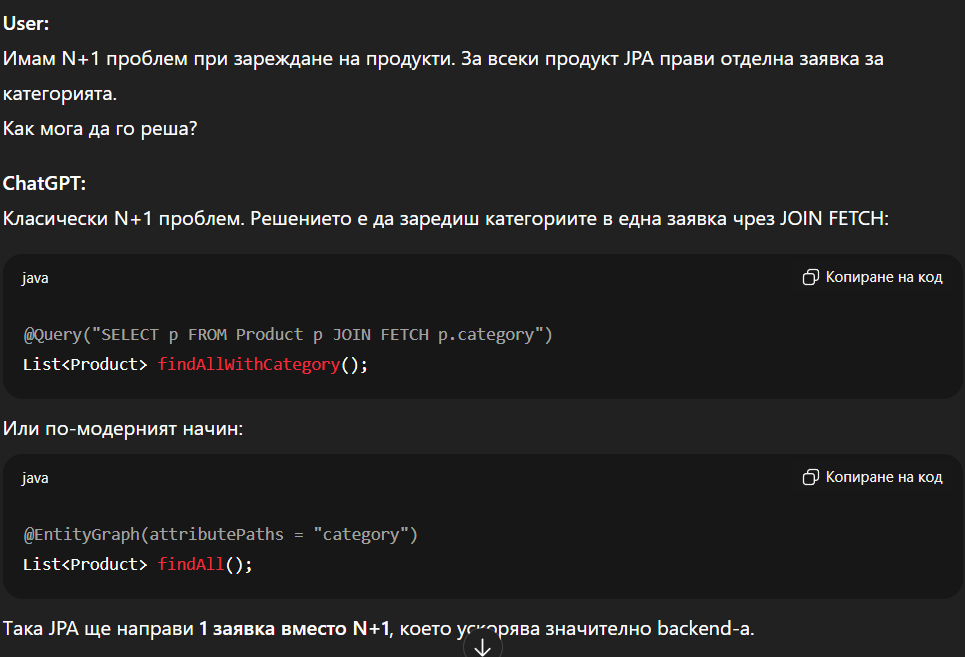 User:
Имам N+1 проблем при зареждане на продукти. За всеки продукт JPA прави отделна заявка за
категорията.
Как мога да го реша?
ChatGPT:
Класически N+1 проблем. Решението е да заредиш категориите в една заявка чрез JOIN FETCH:
java
Копиране на код
@Query("SELECT p FROM Product p JOIN FETCH p.category")
List<Product> findAllWithCategory();
Или по-модерният начин:
java
Копиране на код
@EntityGraph(attributePaths = "category")
List<Product> findAll();
Така JPA ще направи 1 заявка вместо N+1, което ускорява значително backend-а.